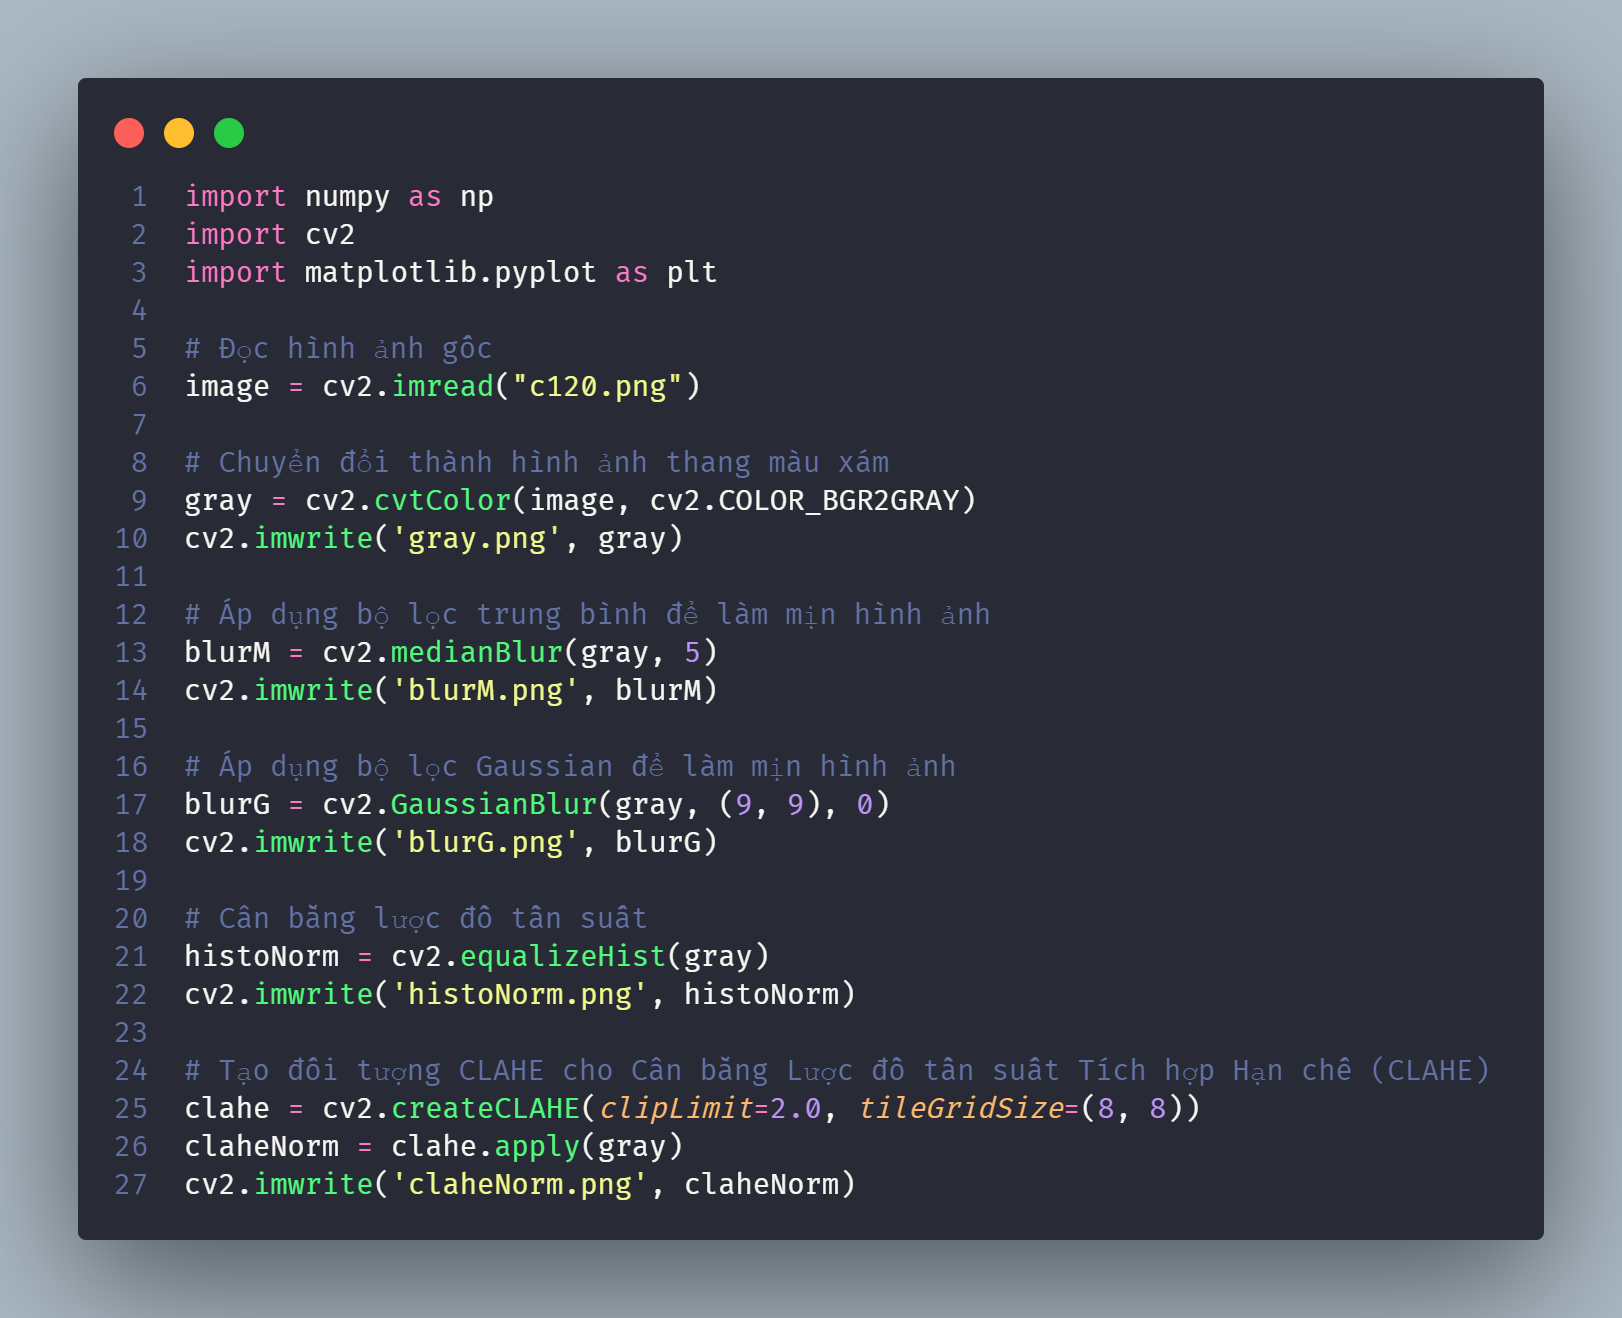 1 import numpy as np
2 import cv2
3 import matplotlib.pyplot as plt
4
5 # Đọc hình ảnh gốc
6 image = cv2.imread("c120.png")
7
8 # Chuyển đổi thành hình ảnh thang màu xám
9 gray = cv2.cvtColor(image, cv2.COLOR_BGR2GRAY)
10 cv2.imwrite('gray.png', gray)
11
12 # Áp dụng bộ lọc trung bình để làm mịn hình ảnh
13 blurM = cv2.medianBlur(gray, 5)
14 cv2.imwrite('blurM.png', blurM)
15
16 # Áp dụng bộ lọc Gaussian để làm mịn hình ảnh
17 blurG = cv2.GaussianBlur(gray, (9, 9), 0)
18 cv2.imwrite('blurG.png', blurG)
19
20 # Cân bằng lược đồ tần suất
21 histoNorm = cv2.equalizeHist(gray)
22 cv2.imwrite('histoNorm.png', histoNorm)
23
24 # Tạo đối tượng CLAHE cho Cân bằng Lược đồ tần suất Tích hợp Hạn chế (CLAHE)
25 clahe = cv2.createCLAHE(clipLimit=2.0, tileGridSize=(8, 8))
26 claheNorm = clahe.apply(gray)
27 cv2.imwrite('claheNorm.png', claheNorm)